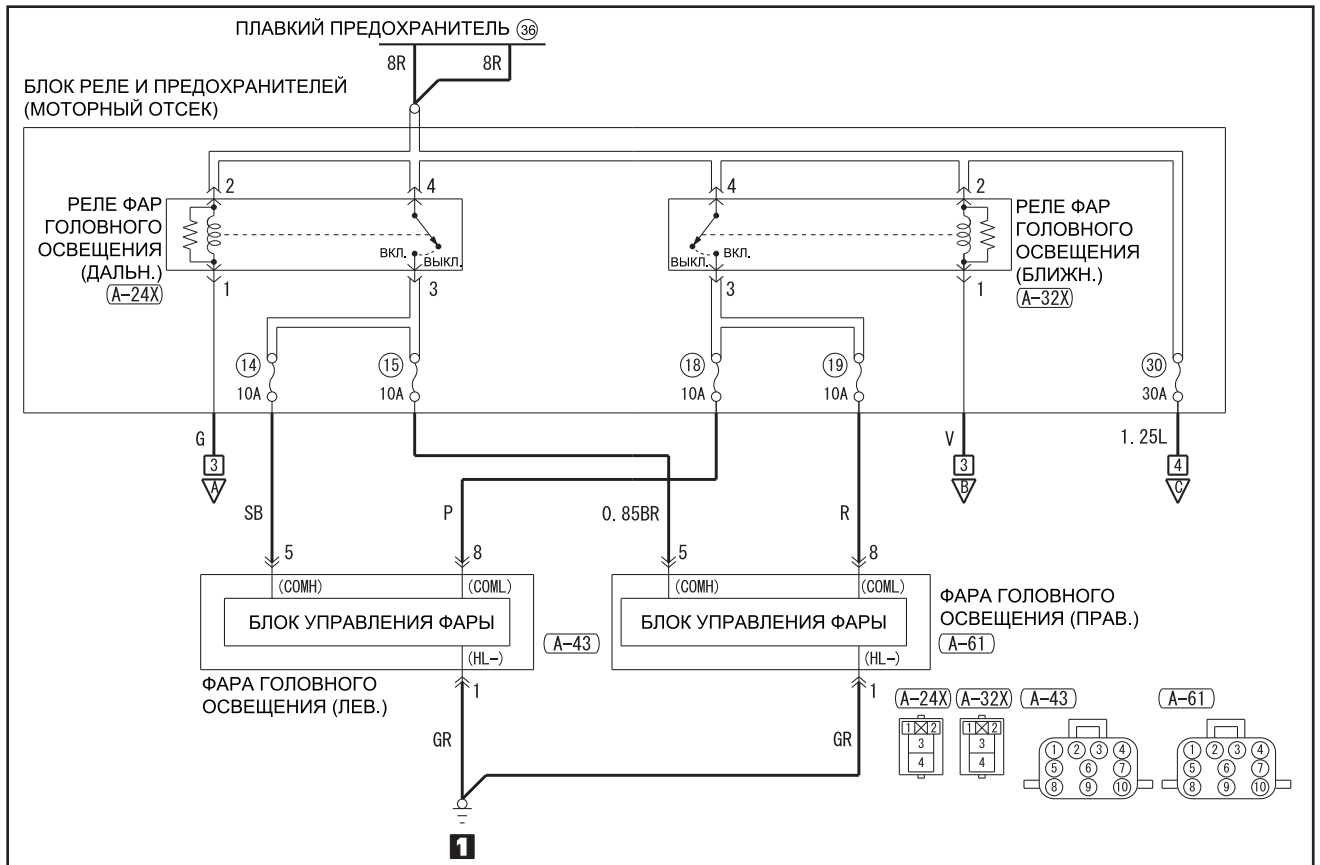 ПЛАВКИЙ ПРЕДОХРАНИТЕЛЬ 36
8R 8R
БЛОК РЕЛЕ И ПРЕДОХРАНИТЕЛЕЙ
(МОТОРНЫЙ ОТСЕК)
2 4 4 2
РЕЛЕ ФАР
ГОЛОВНОГО
ОСВЕЩЕНИЯ
(ДАЛЬН.)
A-24X
ВКЛ. ВЫКЛ.
ВЫКЛ. ВКЛ.
РЕЛЕ ФАР
ГОЛОВНОГО
ОСВЕЩЕНИЯ
(БЛИЖН.)
A-32X
1 3 3 1
14 15 18 19 30
10A 10A 10A 10A 30A
G V 1.25L
3 3 4
A B C
SB P 0.85BR R
5 8 5 8
(COMH) (COML) (COMH) (COML)
БЛОК УПРАВЛЕНИЯ ФАРЫ
A-43
БЛОК УПРАВЛЕНИЯ ФАРЫ
ФАРА ГОЛОВНОГО
ОСВЕЩЕНИЯ (ПРАВ.)
A-61
(HL-) (HL-)
ФАРА ГОЛОВНОГО
ОСВЕЩЕНИЯ (ЛЕВ.)
1 1
GR GR
1
A-24X A-32X A-43 A-61
1 2 1 2
3 3
4 4
1 2 3 4 1 2 3 4
5 6 7 5 6 7
8 9 10 8 9 10